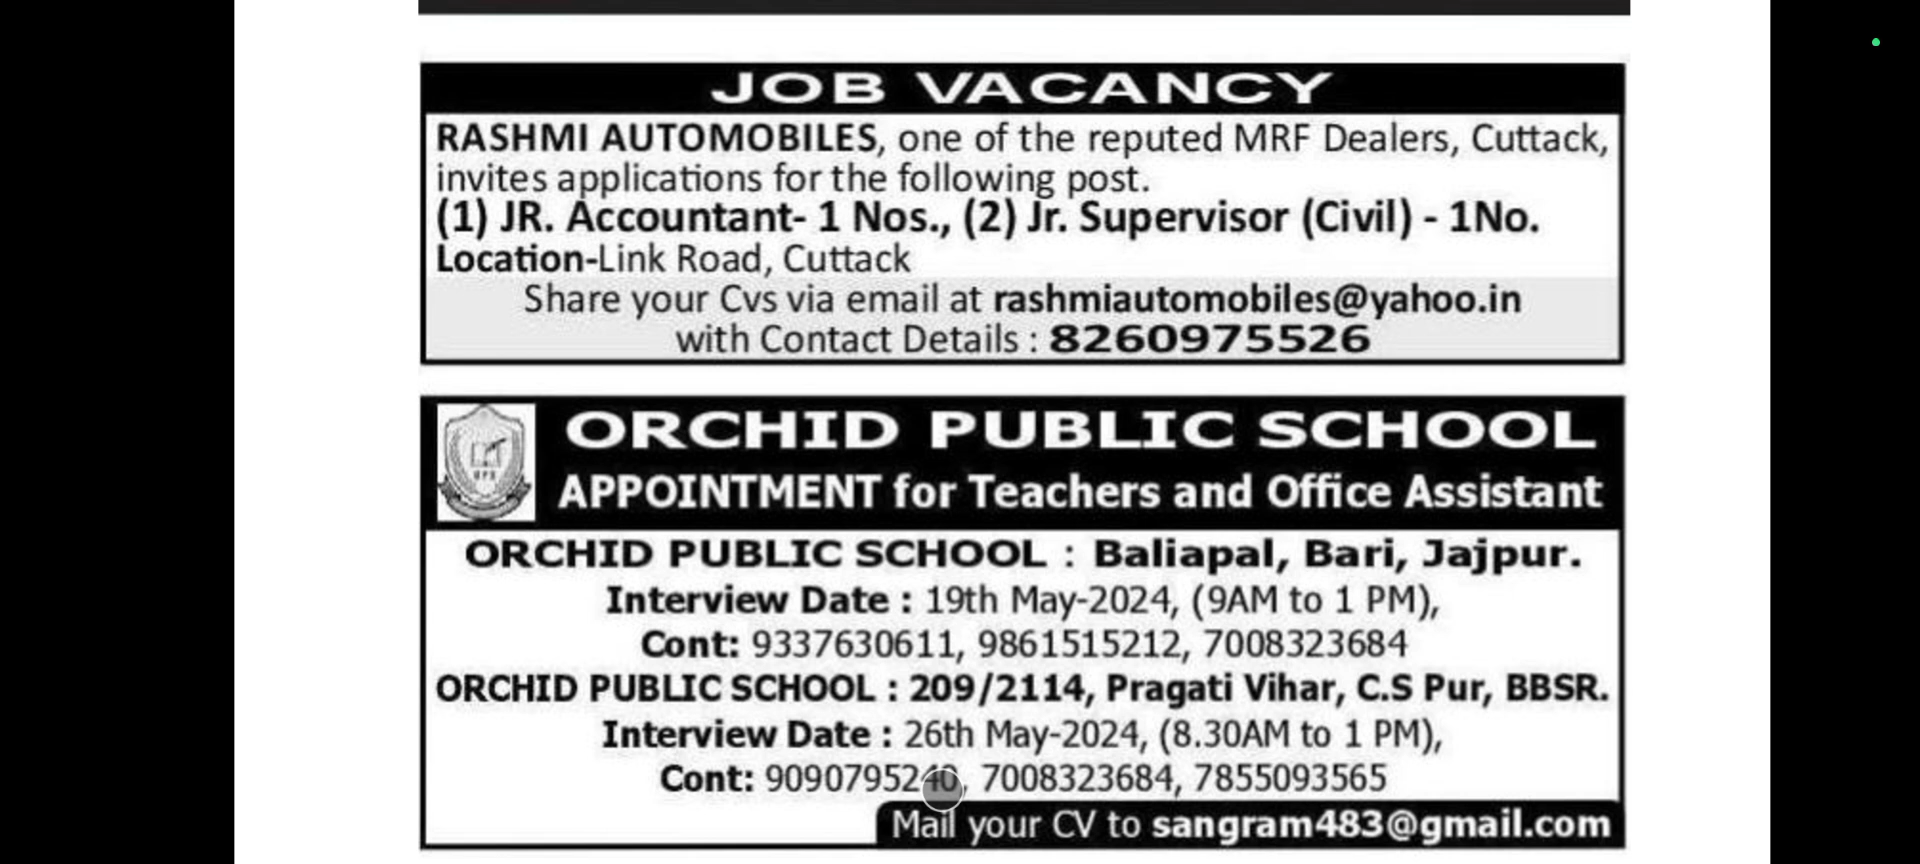 JOB VACANCY
RASHMI AUTOMOBILES, one of the reputed MRF Dealers, Cuttack,
invites applications for the following post.
(1) JR. Accountant- 1 Nos., (2) Jr. Supervisor (Civil) - 1No.
Location-Link Road, Cuttack
Share your Cvs via email at rashmiautomobiles@yahoo.in
with Contact Details : 8260975526
ORCHID PUBLIC SCHOOL
APPOINTMENT for Teachers and Office Assistant
ORCHID PUBLIC SCHOOL : Baliapal, Bari, Jajpur.
Interview Date : 19th May-2024, (9AM to 1 PM),
Cont: 9337630611, 9861515212, 7008323684
ORCHID PUBLIC SCHOOL : 209/2114, Pragati Vihar, C.S Pur, BBSR.
Interview Date : 26th May-2024, (8.30AM to 1 PM),
Cont: 9090795240, 7008323684, 7855093565
Mail your CV to sangram483@gmail.com